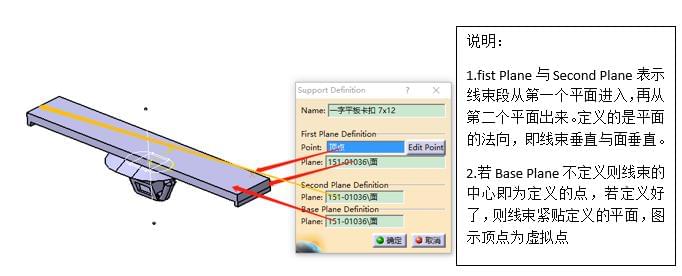 Support Definition
?
×
Name: 一字平板卡扣 7x12
First Plane Definition
Point: 顶点
Edit Point
Plane: 151-01036\面
Second Plane Definition
Plane: 151-01036\面
Base Plane Definition
Plane: 151-01036\面
确定
取消
说明：
1.fist Plane 与 Second Plane 表示
线束段从第一个平面进入，再从
第二个平面出来。定义的是平面
的法向，即线束垂直与面垂直。
2.若 Base Plane 不定义则线束的
中心即为定义的点，若定义好
了，则线束紧贴定义的平面，图
示顶点为虚拟点